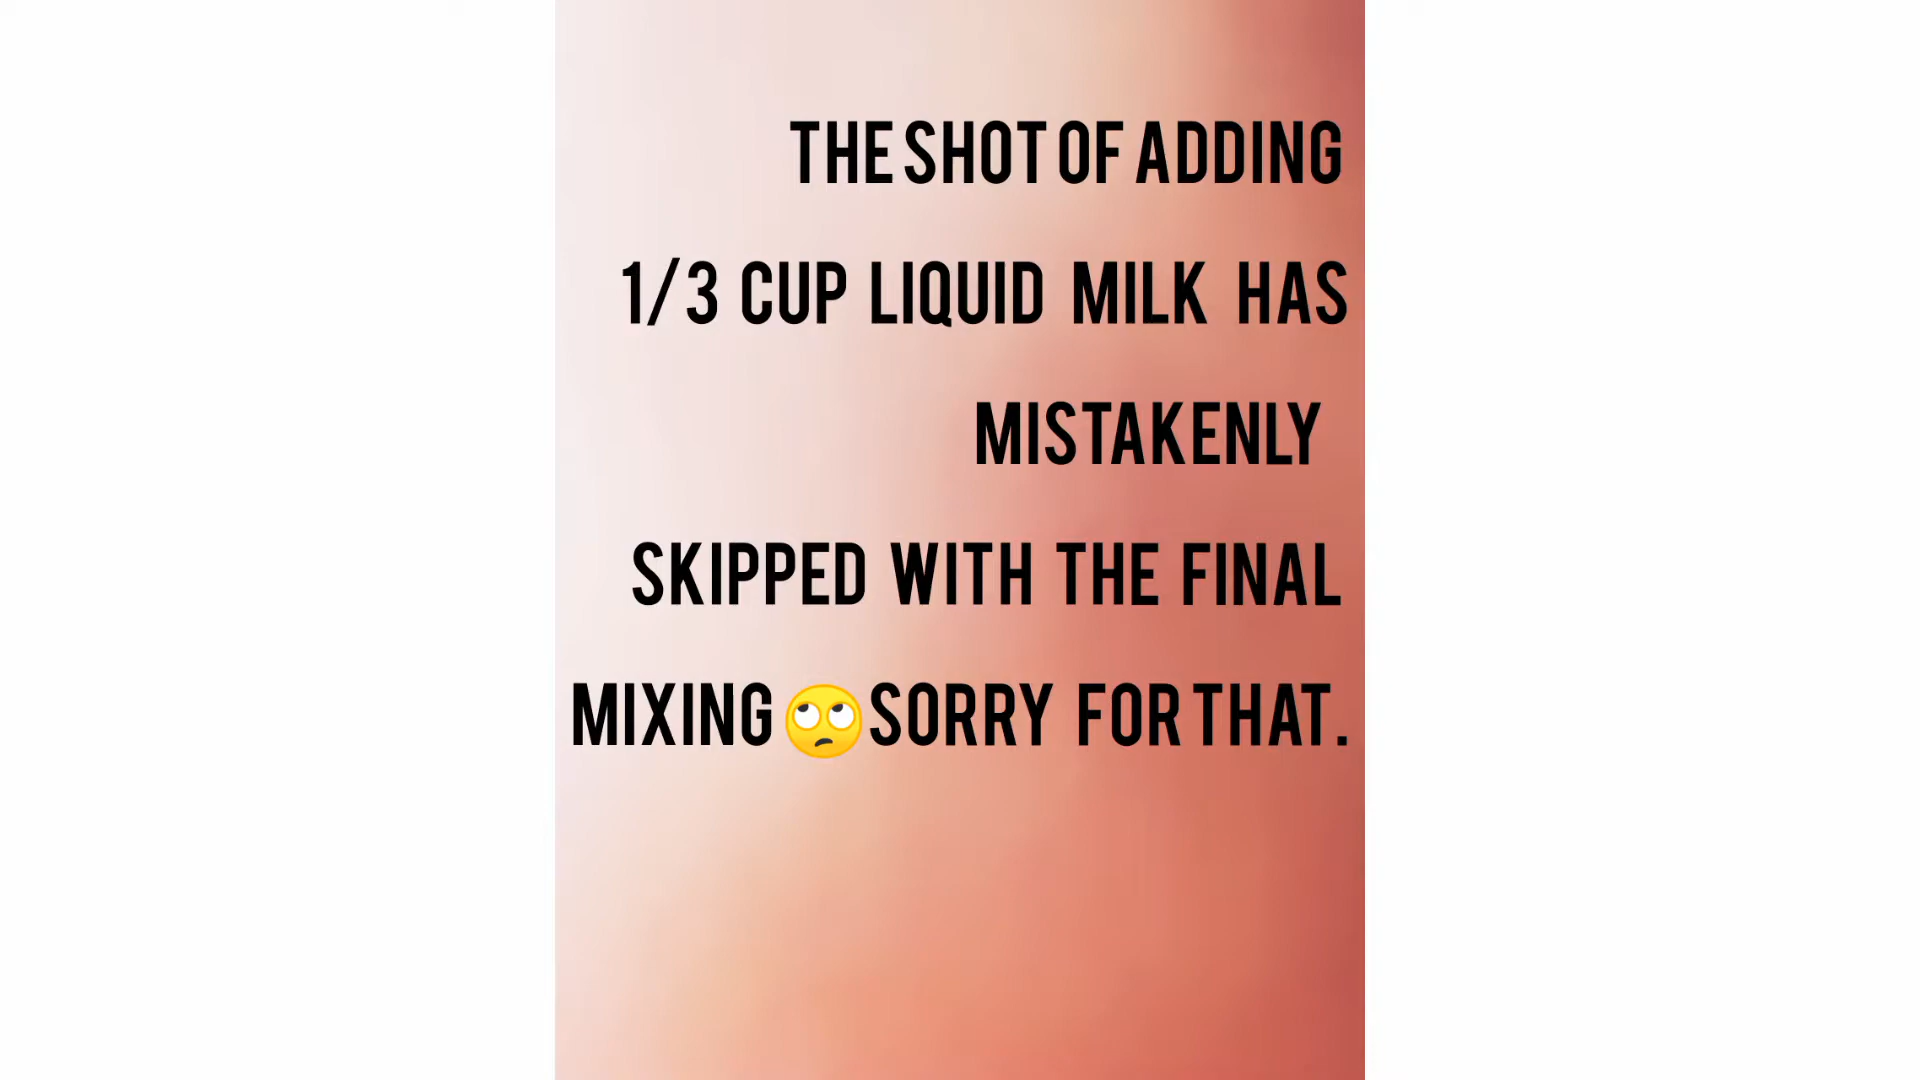 THE SHOT OF ADDING
1/3 CUP LIQUID MILK HAS
MISTAKENLY
SKIPPED WITH THE FINAL
MIXING🙄SORRY FOR THAT.